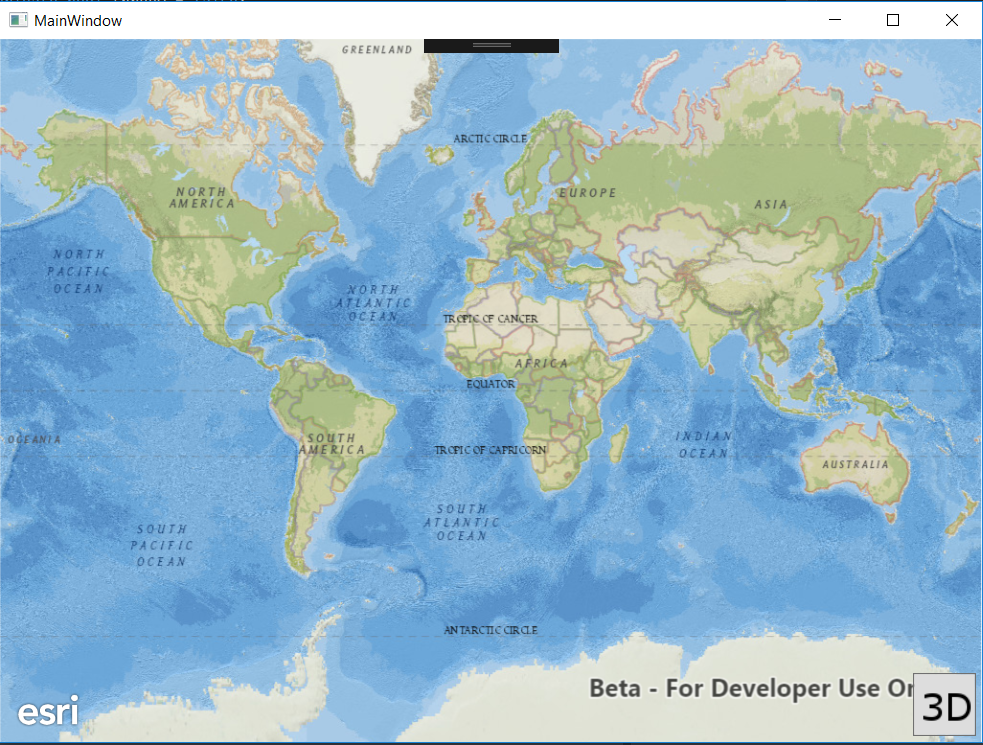 MainWindow
GREENLAND
ARCTIC CIRCLE
NORTH
AMERICA
EUROPE
ASIA
NORTH
PACIFIC
OCEAN
NORTH
ATLANTIC
OCEAN
TROPIC OF CANCER
AFRICA
EQUATOR
OCEANIA
SOUTH
AMERICA
TROPIC OF CAPRICORN
INDIAN
OCEAN
AUSTRALIA
SOUTH
ATLANTIC
OCEAN
SOUTH
PACIFIC
OCEAN
ANTARCTIC CIRCLE
Beta - For Developer Use
3D
esri